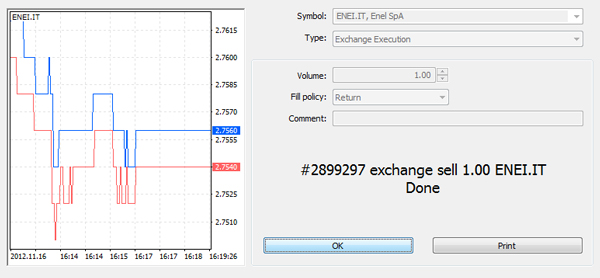 ENEI.IT
2.7615
2.7600
2.7585
2.7570
2.7560
2.7555
2.7540
2.7525
2.7510
2012.11.16 16:14 16:14 16:15 16:16 16:17 16:18 16:19:26
Symbol: ENEI.IT, Enel SpA
Type: Exchange Execution
Volume: 1.00
Fill policy: Return
Comment:
#2899297 exchange sell 1.00 ENEI.IT
Done
OK Print